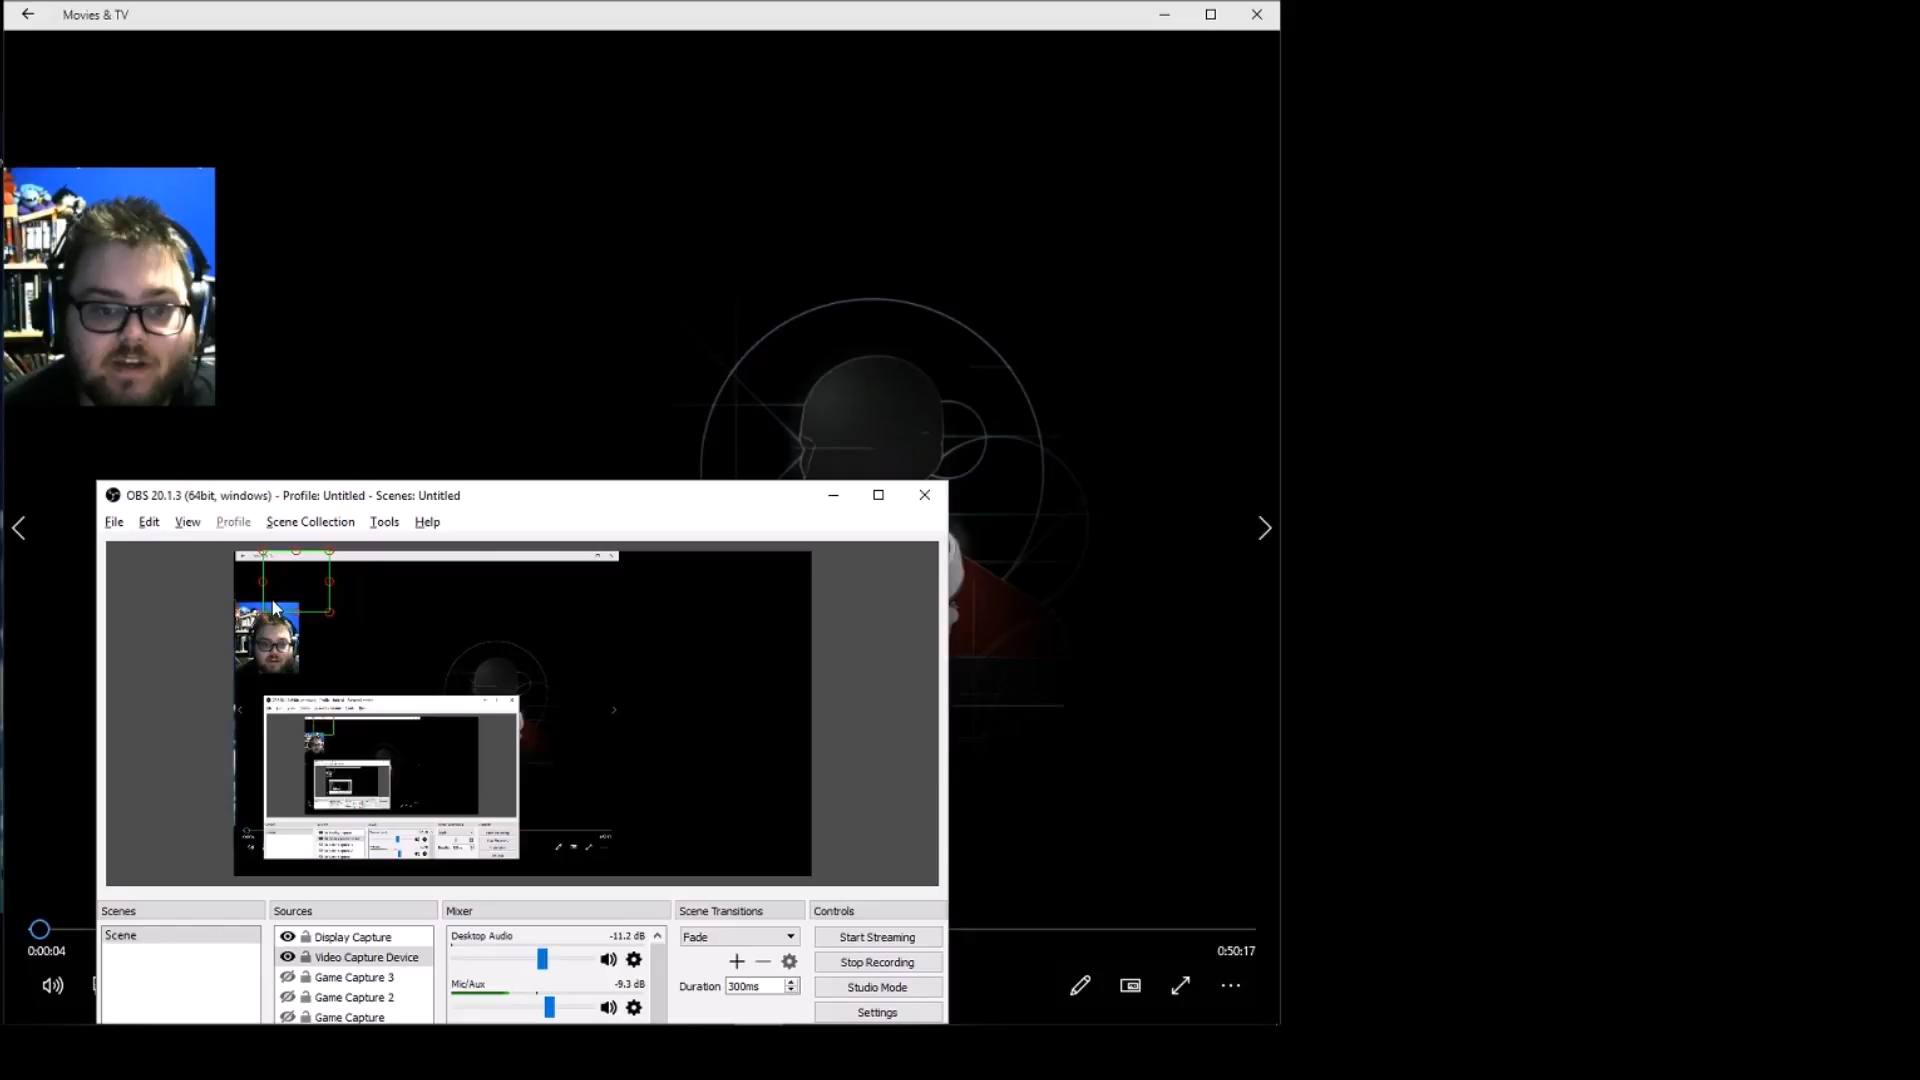 Movies & TV
OBS 20.1.3 (64bit, windows) - Profile: Untitled - Scenes: Untitled
File Edit View Profile Scene Collection Tools Help
Scenes Sources Mixer Scene Transitions Controls
Scene
Display Capture
Video Capture Device
Game Capture 3
Game Capture 2
Game Capture
Desktop Audio -11.2 dB
Mic/Aux -9.3 dB
Fade
Duration 300ms
Start Streaming
Stop Recording
Studio Mode
Settings
0:00:04
0:50:17